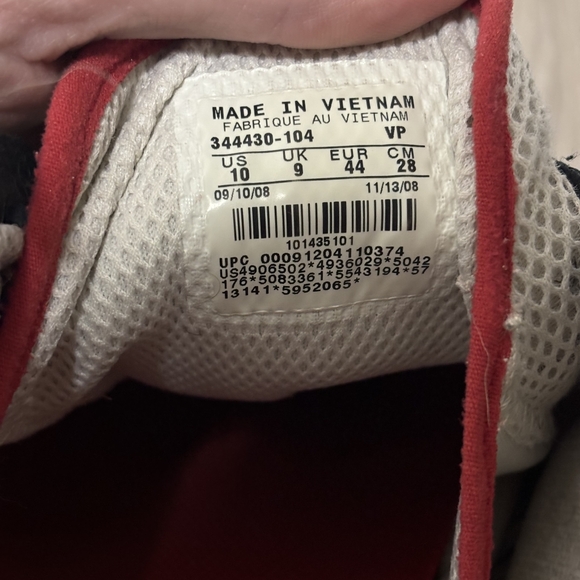 MADE IN VIETNAM
FABRIQUE AU VIETNAM
344430-104 VP
US UK EUR CM
10 9 44 28
09/10/08 11/13/08
101435101
UPC 00091204110374
US4906502*4936029*5042
176*5083361*5543194*57
13141*5952065*